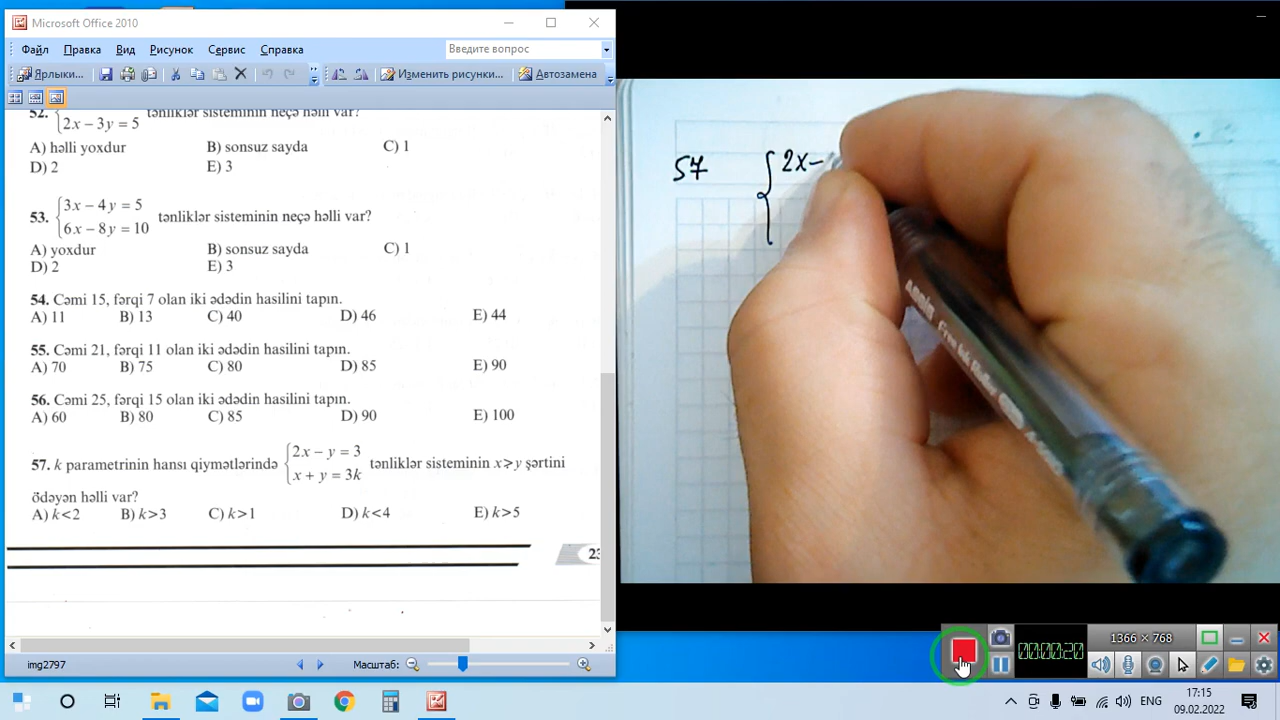 Microsoft Office 2010
Файл Правка Вид Рисунок Сервис Справка
Введите вопрос
Ярлыки... Изменить рисунки... Автозамена
52. tənliklər sisteminin neçə həlli var?
2x − 3y = 5
A) həlli yoxdur B) sonsuz sayda C) 1
D) 2 E) 3
3x − 4y = 5
53. tənliklər sisteminin neçə həlli var?
6x − 8y = 10
A) yoxdur B) sonsuz sayda C) 1
D) 2 E) 3
54. Cəmi 15, fərqi 7 olan iki ədədin hasilini tapın.
A) 11 B) 13 C) 40 D) 46 E) 44
55. Cəmi 21, fərqi 11 olan iki ədədin hasilini tapın.
A) 70 B) 75 C) 80 D) 85 E) 90
56. Cəmi 25, fərqi 15 olan iki ədədin hasilini tapın.
A) 60 B) 80 C) 85 D) 90 E) 100
2x − y = 3
57. k parametrinin hansı qiymətlərində tənliklər sisteminin x>y şərtini
x + y = 3k
ödəyən həlli var?
A) k<2 B) k>3 C) k>1 D) k<4 E) k>5
23
img2797 Масштаб:
57 2x−
00:00:20
1366 × 768
ENG
17:15
09.02.2022